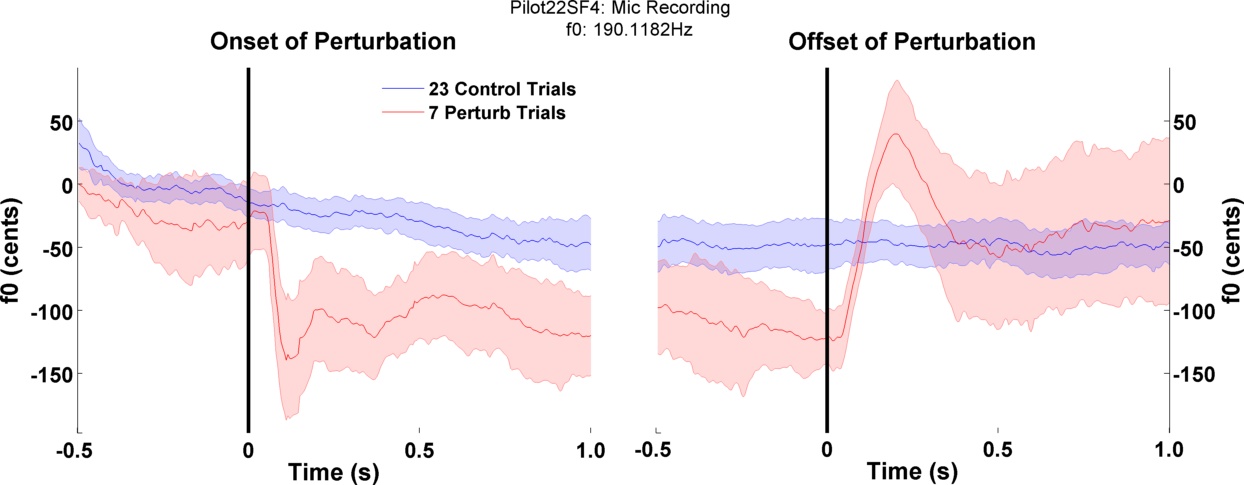 Pilot22SF4: Mic Recording
f0: 190.1182Hz
Onset of Perturbation
Offset of Perturbation
23 Control Trials
7 Perturb Trials
f0 (cents)
50
0
-50
-100
-150
-0.5
0
0.5
1.0
Time (s)
-0.5
0
0.5
1.0
Time (s)
50
0
-50
-100
-150
f0 (cents)